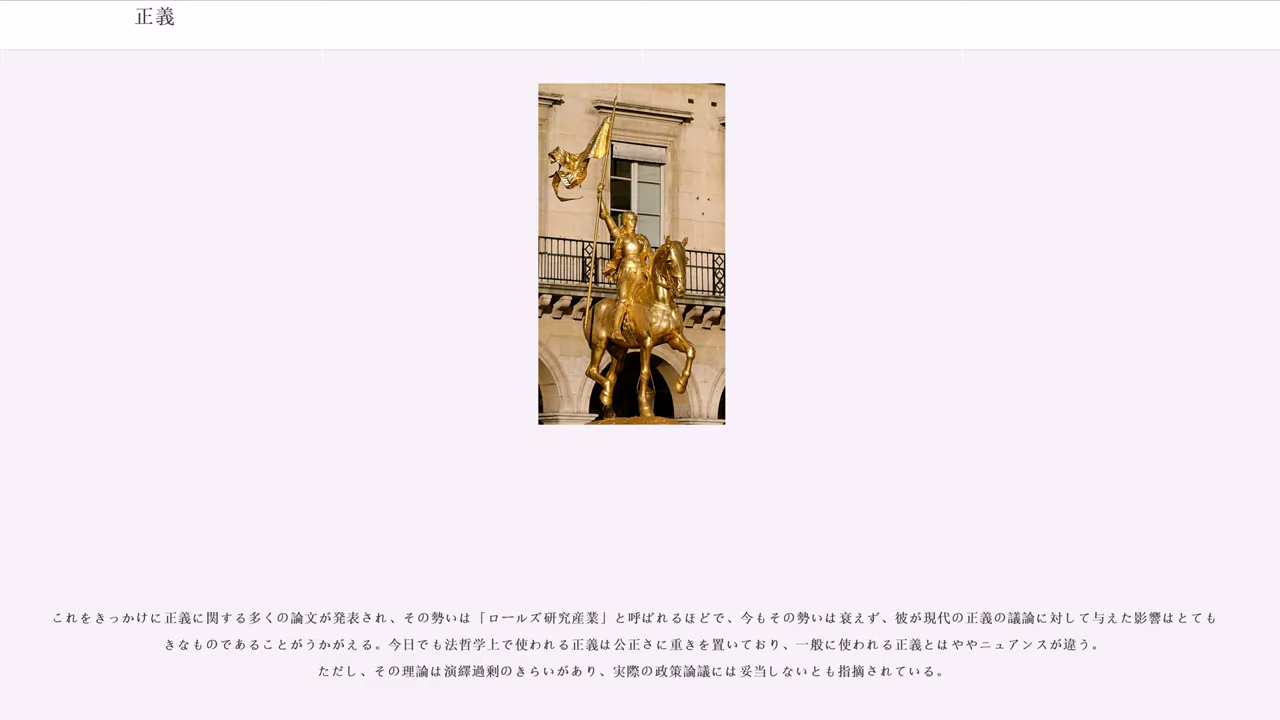 正義
これをきっかけに正義に関する多くの論文が発表され、その勢いは「ロールズ研究産業」と呼ばれるほどで、今もその勢いは衰えず、彼が現代の正義の議論に対して与えた影響はとても
きなものであることがうかがえる。今日でも法哲学上で使われる正義は公正さに重きを置いており、一般に使われる正義とはややニュアンスが違う。
ただし、その理論は演繹過剰のきらいがあり、実際の政策論議には妥当しないとも指摘されている。